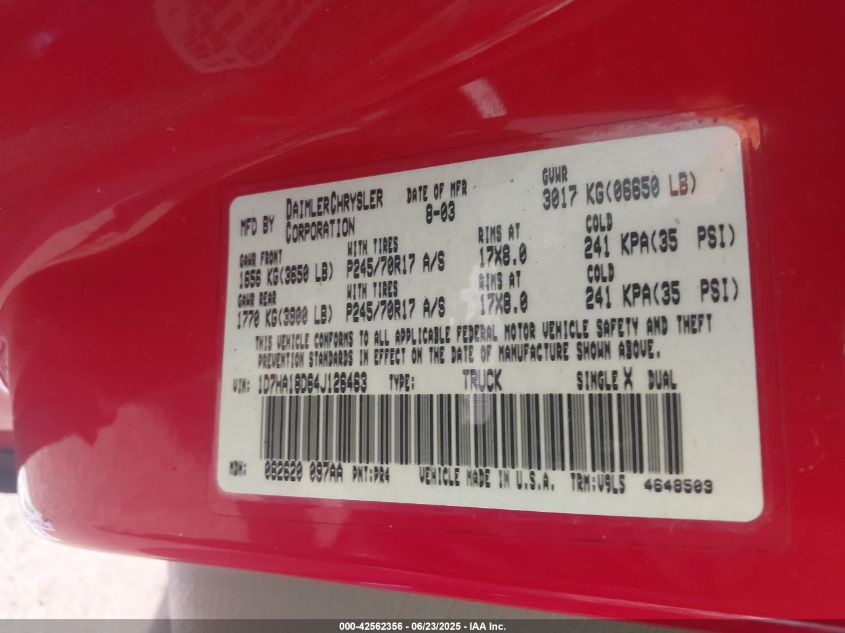 MFD BY DAIMLERCHRYSLER CORPORATION DATE OF MFR 8-03 GVWR 3017 KG(06650 LB)
GAWR FRONT WITH TIRES RIMS AT COLD
1656 KG(3650 LB) P245/70R17 A/S 17X8.0 241 KPA(35 PSI)
GAWR REAR WITH TIRES RIMS AT COLD
1770 KG(3900 LB) P245/70R17 A/S 17X8.0 241 KPA(35 PSI)
THIS VEHICLE CONFORMS TO ALL APPLICABLE FEDERAL MOTOR VEHICLE SAFETY AND THEFT
PREVENTION STANDARDS IN EFFECT ON THE DATE OF MANUFACTURE SHOWN ABOVE.
VIN: 1D7HA18D64J126463 TYPE: TRUCK SINGLE X DUAL
MDH: 082620 097AA PNT:PR4 VEHICLE MADE IN U.S.A. TRM:V9L5 4648503
000-42562356 | 06/23/2025 - IAA Inc.